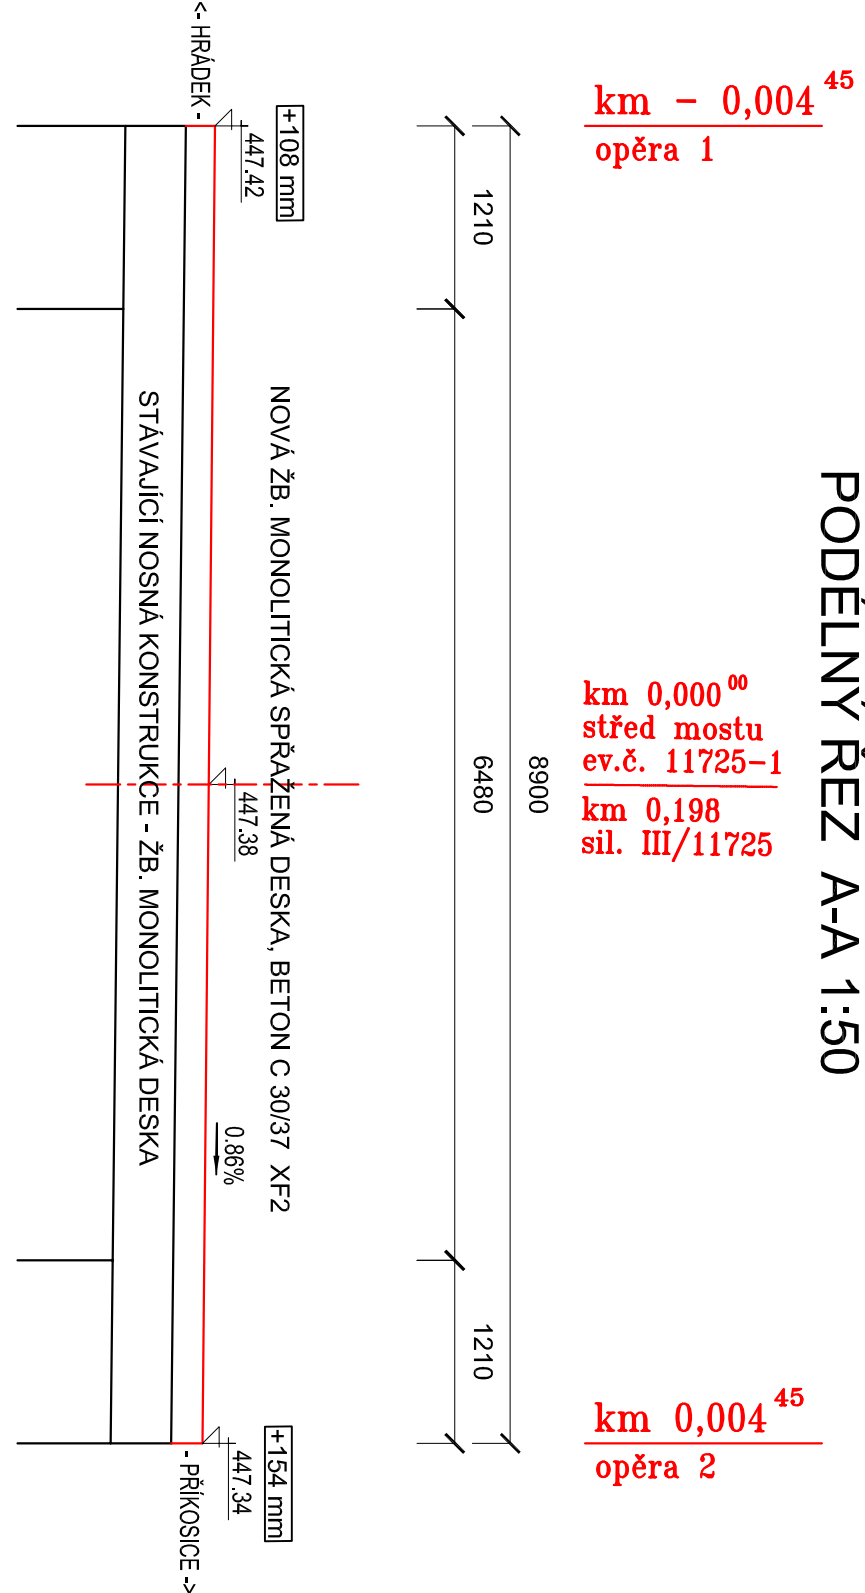 PODÉLNÝ ŘEZ A-A 1:50
km - 0,004 45
opěra 1
km 0,000 00
střed mostu
ev.č. 11725-1
km 0,198
sil. III/11725
km 0,004 45
opěra 2
8900
1210
6480
1210
+108 mm
447.42
<- HRÁDEK -
NOVÁ ŽB. MONOLITICKÁ SPŘAŽENÁ DESKA, BETON C 30/37 XF2
447.38
0.86%
+154 mm
447.34
- PŘÍKOSICE ->
STÁVAJÍCÍ NOSNÁ KONSTRUKCE - ŽB. MONOLITICKÁ DESKA